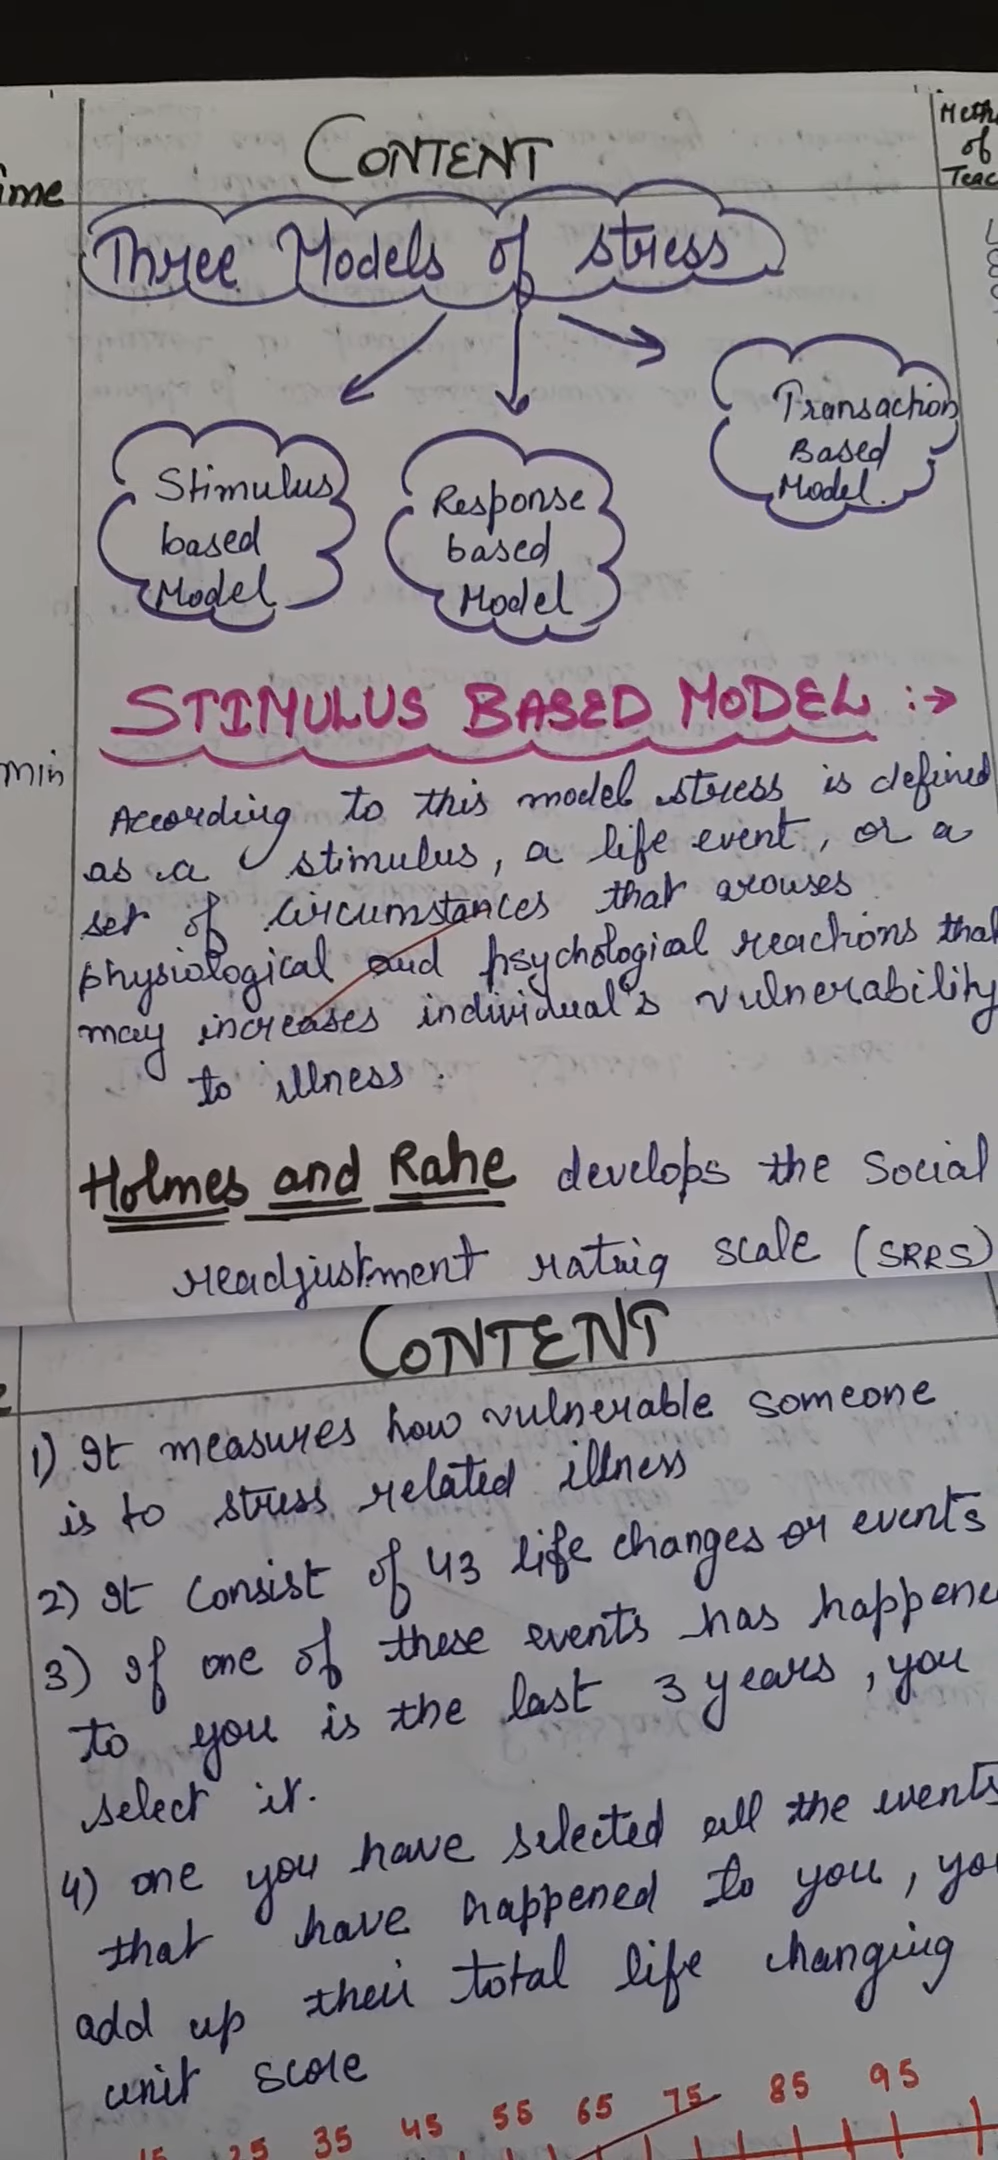 CONTENT
Three Models of stress
Stimulus
based
Model
Response
based
Model
Transaction
Based
Model.
STIMULUS BASED MODEL :→
min
According to this model stress is defined
as a stimulus, a life event, or a
set of circumstances that arouses
physiological and psychological reactions that
may increases individual's vulnerability
to illness.
Holmes and Rahe develops the Social
readjustment rating scale (SRRS)
CONTENT
1) It measures how vulnerable someone
is to stress related illness
2) It consist of 43 life changes or events
3) If one of these events has happene
to you is the last 3 years, you
select it.
4) one you have selected all the events
that have happened to you, yo
add up their total life changing
unit score
15 25 35 45 55 65 75 85 95